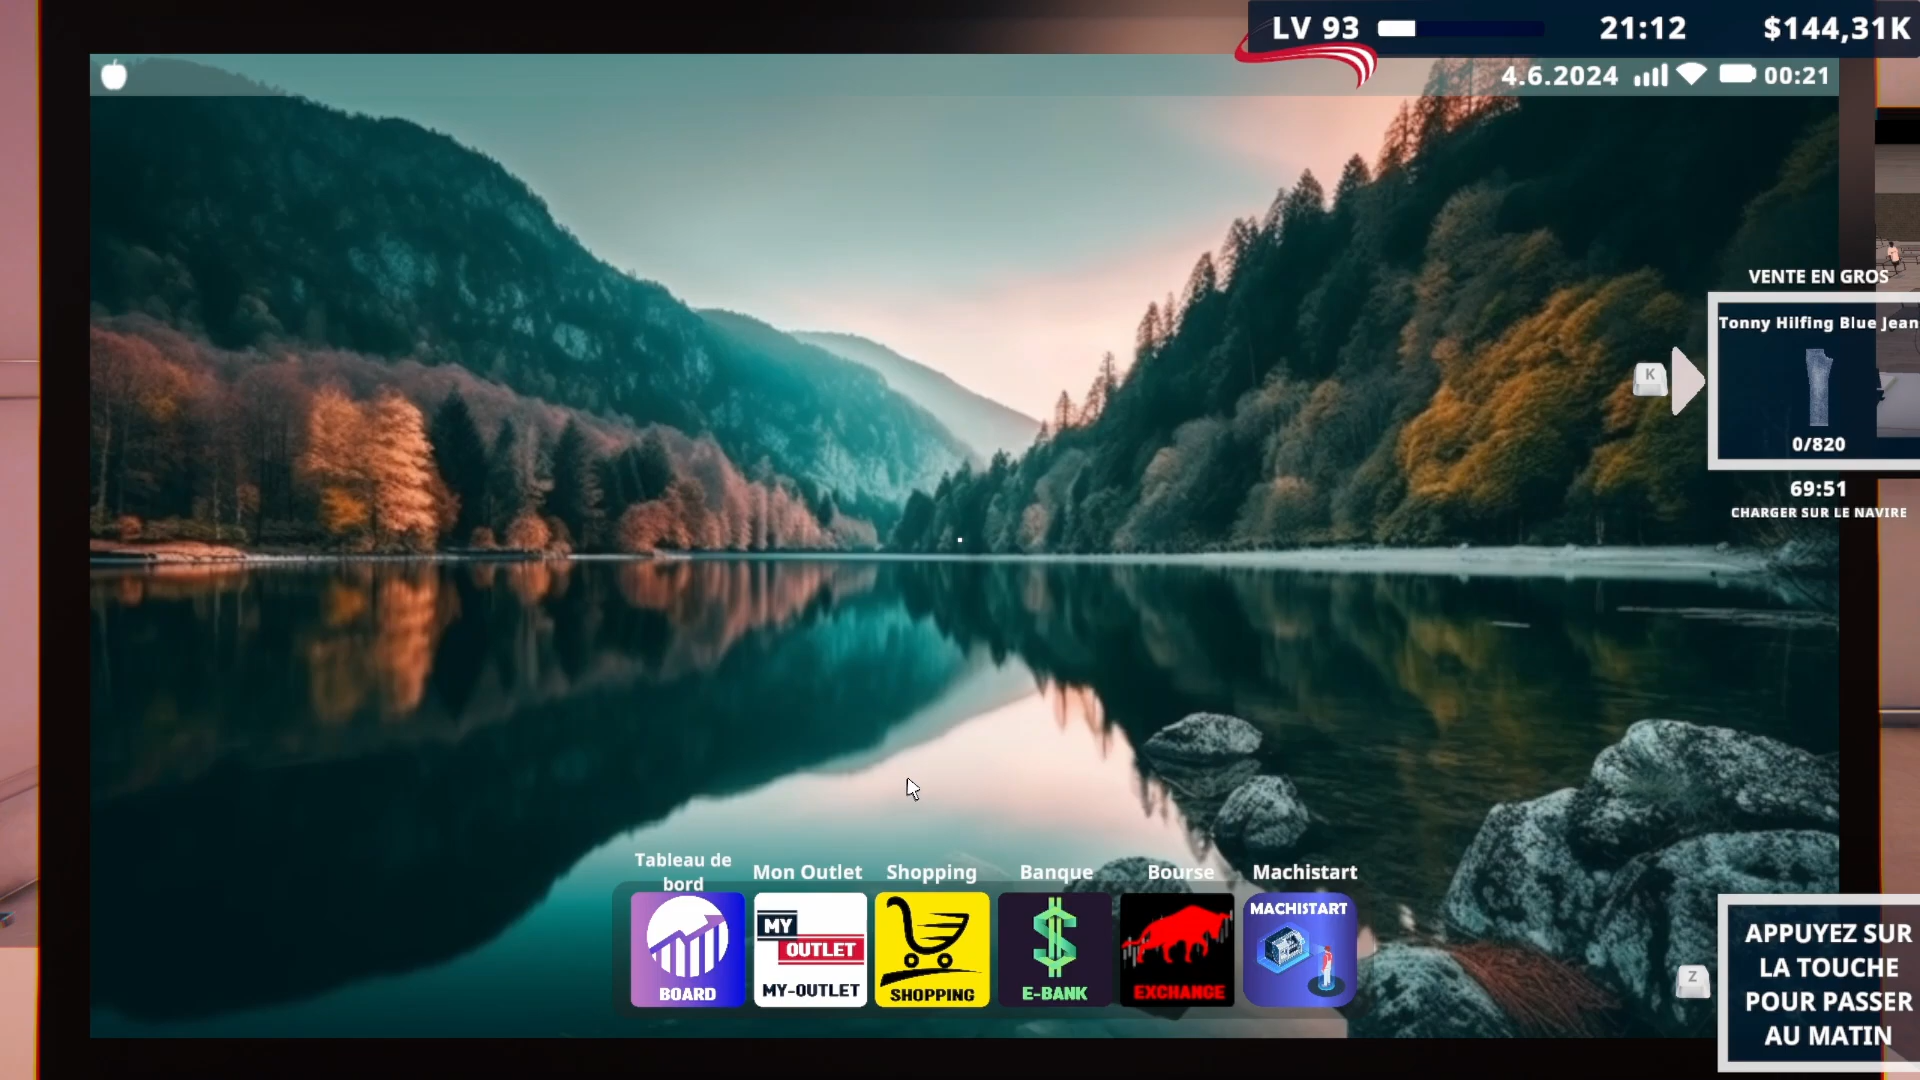 LV 93
21:12
$144,31K
4.6.2024
00:21
VENTE EN GROS
Tonny Hilfing Blue Jean
K
0/820
69:51
CHARGER SUR LE NAVIRE
Tableau de
bord
Mon Outlet
Shopping
Banque
Bourse
Machistart
BOARD
MY
OUTLET
MY-OUTLET
SHOPPING
E-BANK
EXCHANGE
MACHISTART
Z
APPUYEZ SUR
LA TOUCHE
POUR PASSER
AU MATIN